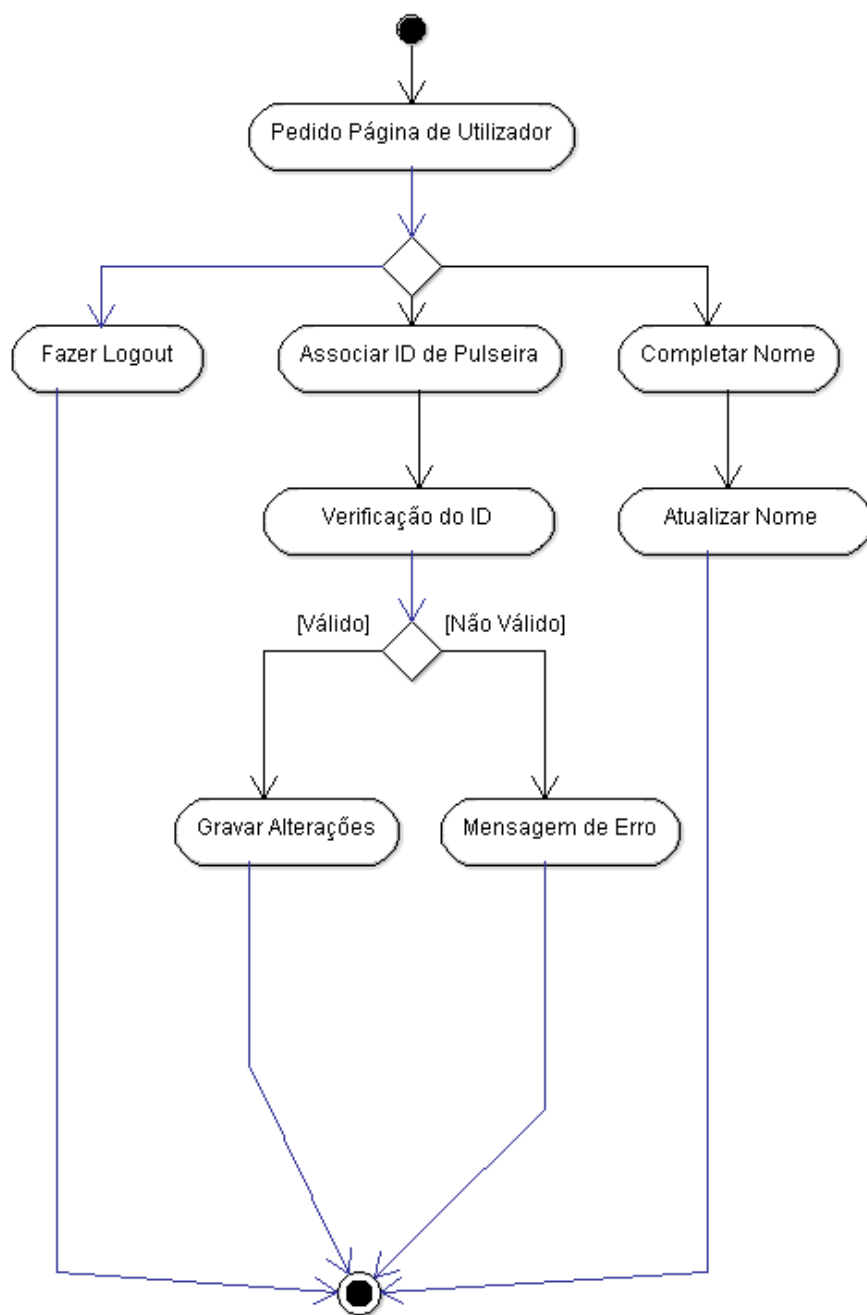 Pedido Página de Utilizador
Fazer Logout
Associar ID de Pulseira
Completar Nome
Verificação do ID
Atualizar Nome
[Válido]
[Não Válido]
Gravar Alterações
Mensagem de Erro